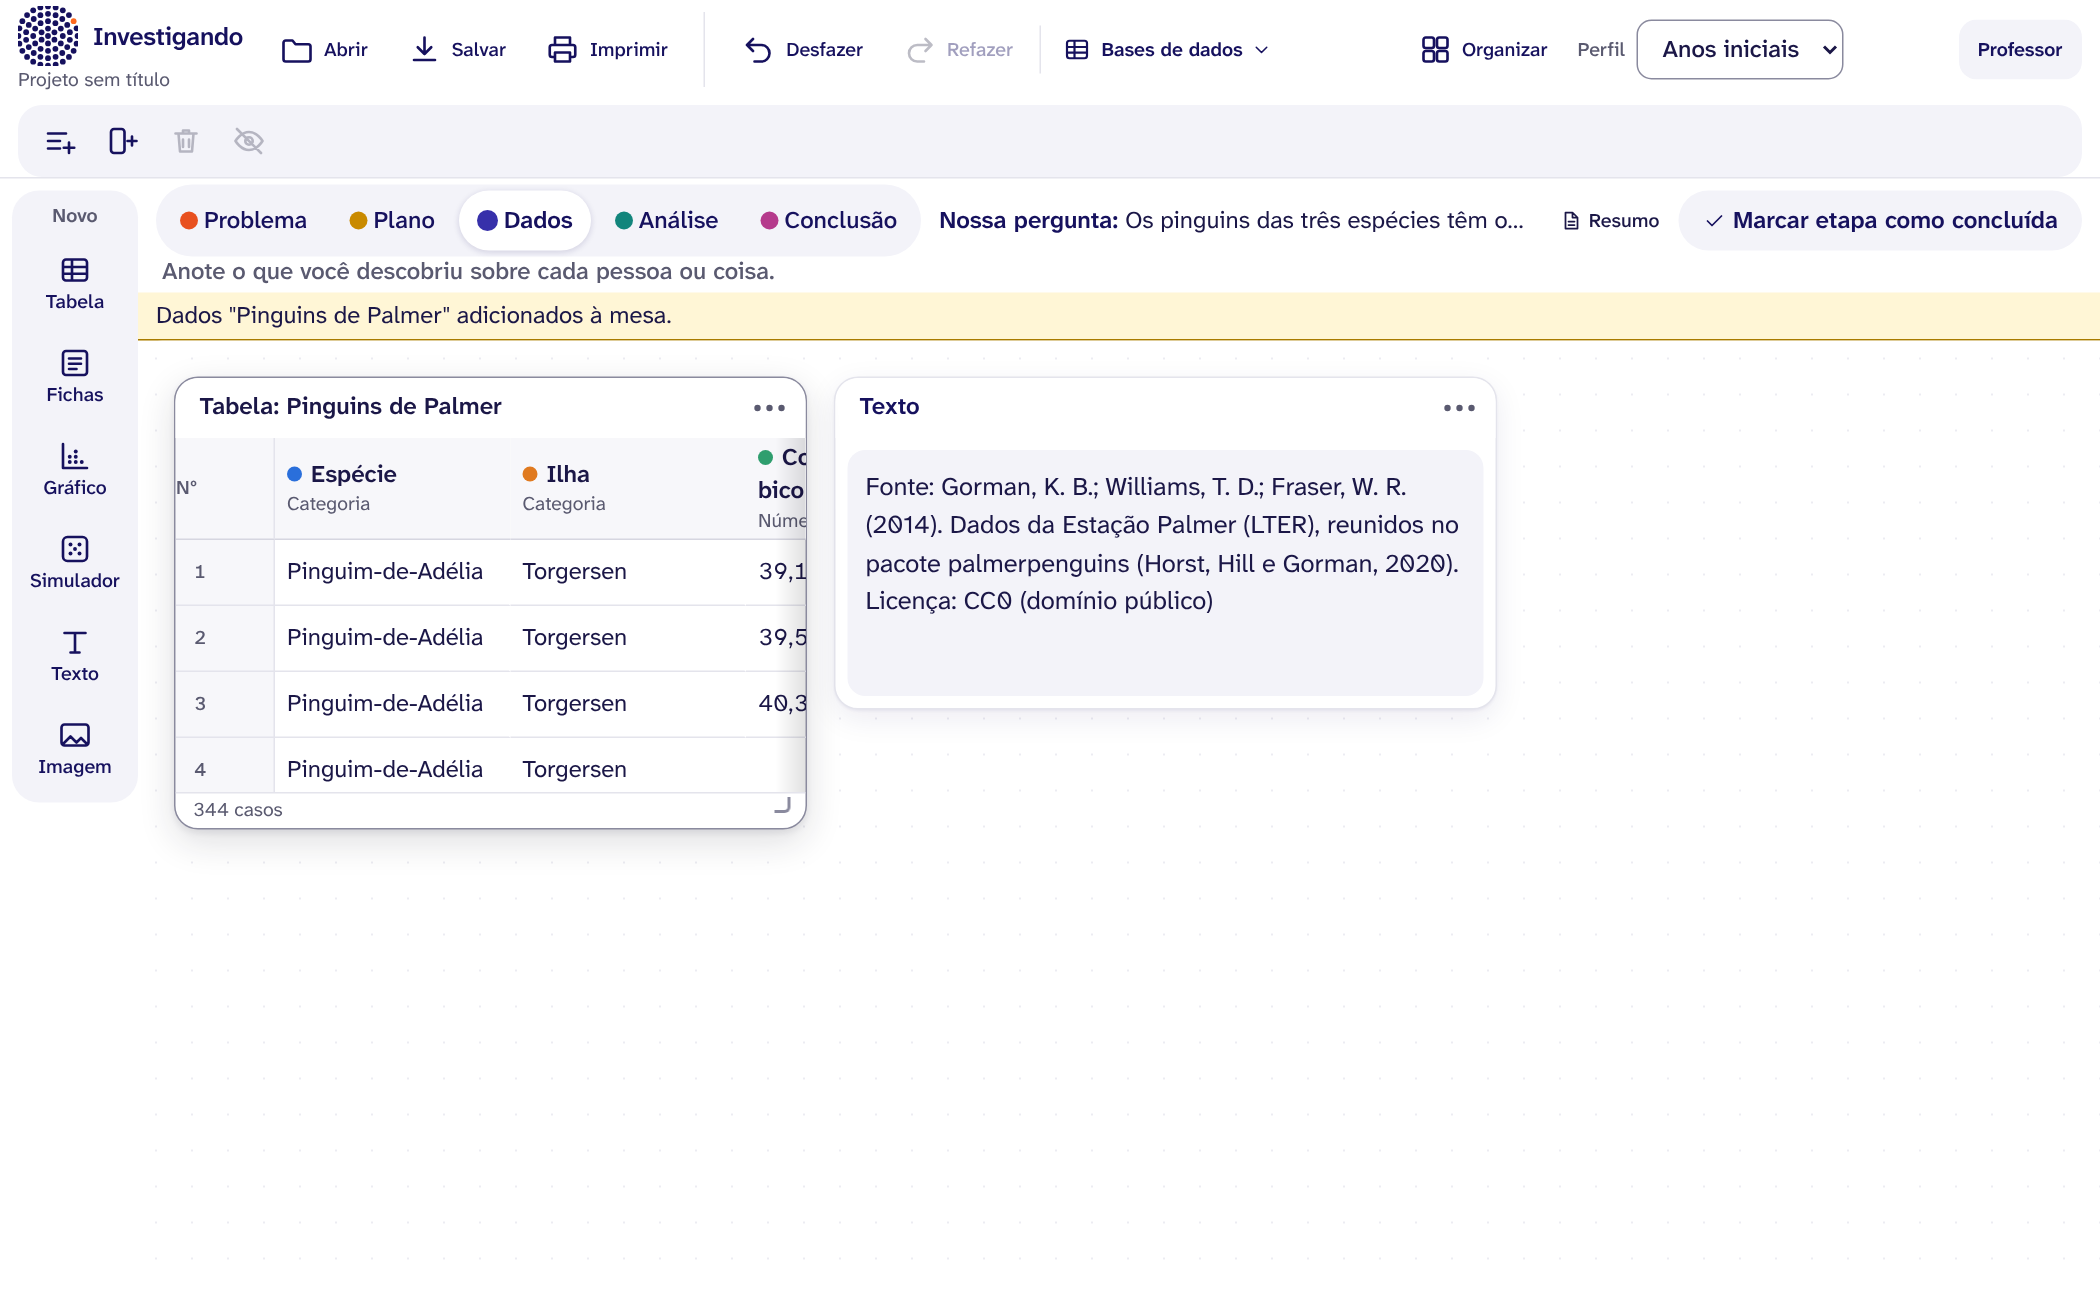 Investigando
Projeto sem título
Abrir
Salvar
Imprimir
Desfazer
Refazer
Bases de dados
Organizar
Perfil
Anos iniciais
Professor
Novo
Tabela
Fichas
Gráfico
Simulador
Texto
Imagem
Problema
Plano
Dados
Análise
Conclusão
Nossa pergunta: Os pinguins das três espécies têm o...
Resumo
Marcar etapa como concluída
Anote o que você descobriu sobre cada pessoa ou coisa.
Dados "Pinguins de Palmer" adicionados à mesa.
Tabela: Pinguins de Palmer
N°
Espécie
Categoria
Ilha
Categoria
Co
bico
Núme
1 Pinguim-de-Adélia Torgersen 39,1
2 Pinguim-de-Adélia Torgersen 39,5
3 Pinguim-de-Adélia Torgersen 40,3
4 Pinguim-de-Adélia Torgersen
344 casos
Texto
Fonte: Gorman, K. B.; Williams, T. D.; Fraser, W. R.
(2014). Dados da Estação Palmer (LTER), reunidos no
pacote palmerpenguins (Horst, Hill e Gorman, 2020).
Licença: CC0 (domínio público)